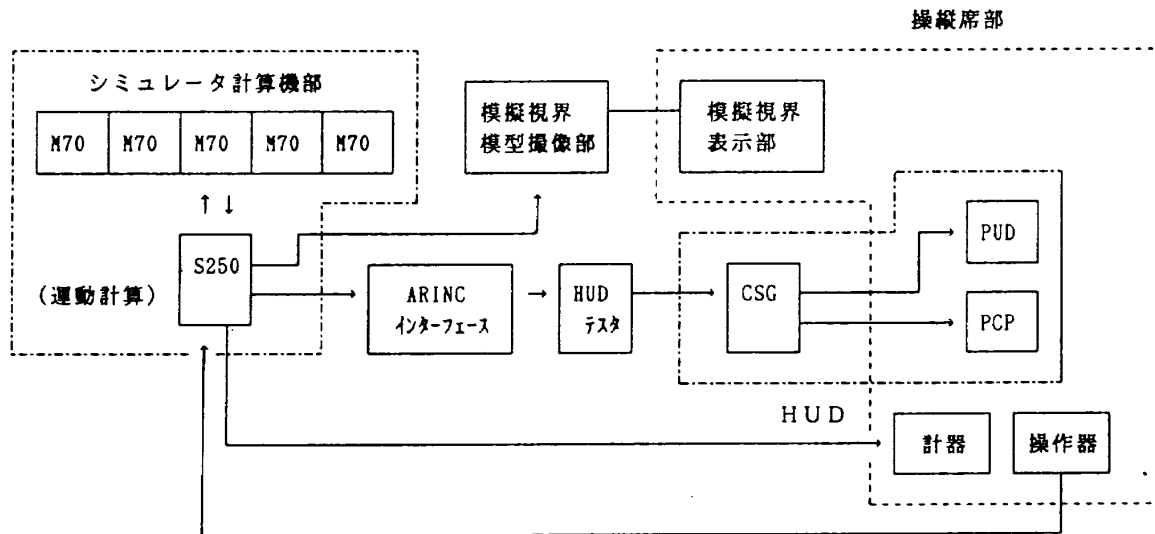 操縦席部
シミュレータ計算機部
M70 M70 M70 M70 M70
模擬視界
模型撮像部
模擬視界
表示部
↑ ↓
S250
(運動計算)
ARINC
インターフェース
HUD
テスタ
CSG
PUD
PCP
HUD
計器
操作器